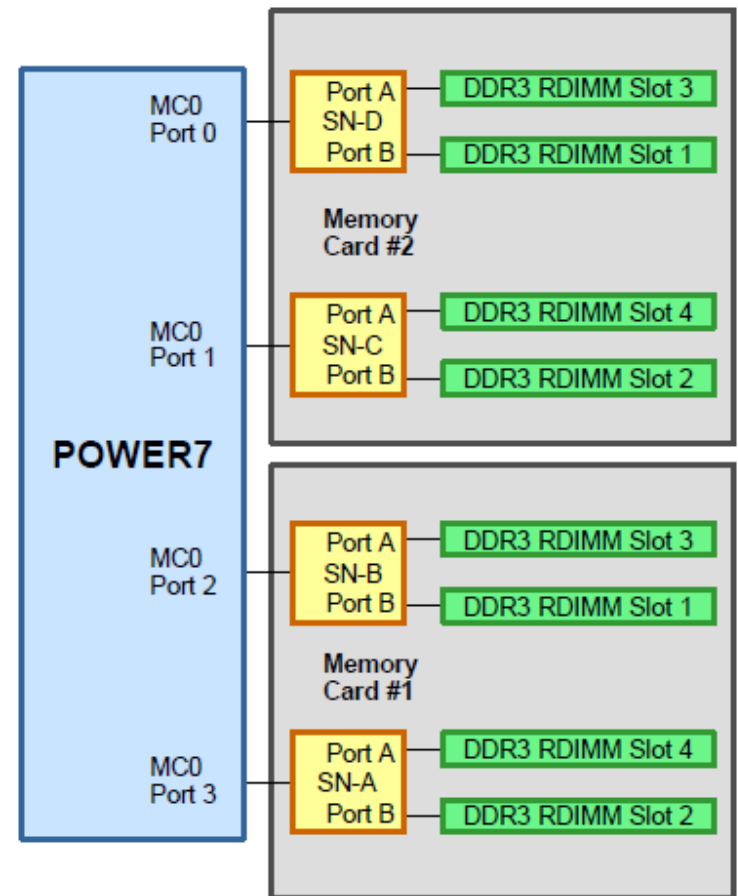 MC0
Port 0
Port A
SN-D
Port B
DDR3 RDIMM Slot 3
DDR3 RDIMM Slot 1
Memory
Card #2
MC0
Port 1
Port A
SN-C
Port B
DDR3 RDIMM Slot 4
DDR3 RDIMM Slot 2
POWER7
MC0
Port 2
Port A
SN-B
Port B
DDR3 RDIMM Slot 3
DDR3 RDIMM Slot 1
Memory
Card #1
MC0
Port 3
Port A
SN-A
Port B
DDR3 RDIMM Slot 4
DDR3 RDIMM Slot 2